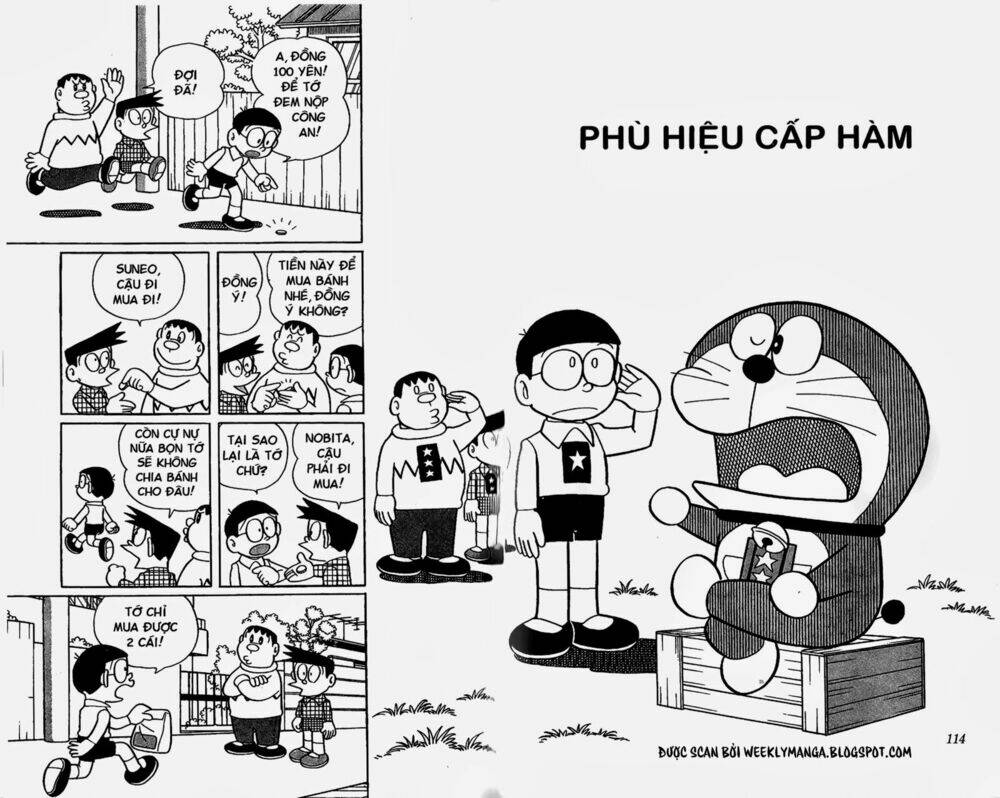 PHÙ HIỆU CẤP HÀM
114
ĐƯỢC SCAN BỞI WEEKLYMANGA.BLOGSPOT.COM
A, ĐỒNG
100 YÊN!
ĐỂ TỚ
ĐEM NỘP
CÔNG
AN!
ĐỢI
ĐÃ!
TIỀN NÀY ĐỂ
MUA BÁNH
NHÉ, ĐỒNG
Ý KHÔNG?
ĐỒNG
Ý!
SUNEO,
CẬU ĐI
MUA ĐI!
NOBITA,
CẬU
PHẢI ĐI
MUA!
TẠI SAO
LẠI LÀ TỚ
CHỨ?
CÒN CỰ NỰ
NỮA BỌN TỚ
SẼ KHÔNG
CHIA BÁNH
CHO ĐÂU!
TỚ CHỈ
MUA ĐƯỢC
2 CÁI!